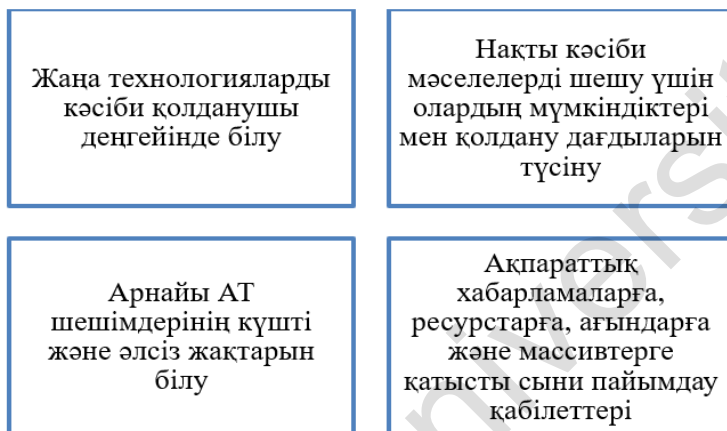 Жаңа технологияларды
кәсіби қолданушы
деңгейінде білу
Нақты кәсіби
мәселелерді шешу үшін
олардың мүмкіндіктері
мен қолдану дағдыларын
түсіну
Арнайы АТ
шешімдерінің күшті
және әлсіз жақтарын
білу
Ақпараттық
хабарламаларға,
ресурстарға, ағындарға
және массивтерге
қатысты сыни пайымдау
қабілеттері